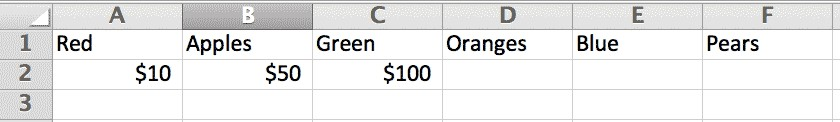 A B C D E F
1 Red Apples Green Oranges Blue Pears
2 $10 $50 $100
3